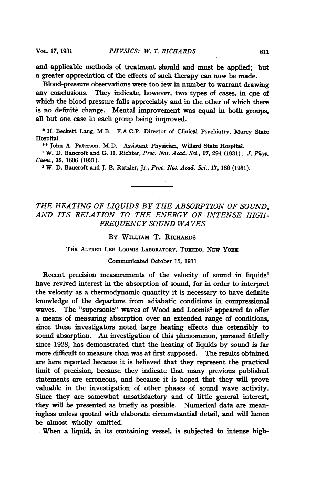 VOL. 17, 1931 PHYSICS: W. T. RICHARDS 611
and applicable methods of treatment should and must be applied; but
a greater appreciation of the effects of such therapy can now be made.
Blood-pressure observations were too few in number to warrant drawing
any conclusions. They indicate, however, two types of cases, in one of
which the blood pressure falls appreciably and in the other of which there
is no definite change. Mental improvement was equal in both groups,
all but one case in each group being improved.
H. Beckett Lang, M.B. F.A.C.P. Director of Clinical Psychiatry, Marcy State
Hospital.
John A. Paterson, M.D. Assistant Physician, Willard State Hospital.
W. D. Bancroft and G. H. Richter, Proc. Nat. Acad. Sci., 17, 294 (1931); J. Phys.
Chem., 35, 1606 (1931).
W. D. Bancroft and J. E. Rutzler, Jr., Proc. Nat. Acad. Sci., 17, 186 (1931).
THE HEATING OF LIQUIDS BY THE ABSORPTION OF SOUND,
AND ITS RELATION TO THE ENERGY OF INTENSE HIGH-
FREQUENCY SOUND WAVES
BY WILLIAM T. RICHARDS
THE ALFRED LEE LOOMIS LABORATORY, TUXEDO, NEW YORK
Communicated October 15, 1931
Recent precision measurements of the velocity of sound in liquids
have revived interest in the absorption of sound, for in order to interpret
the velocity as a thermodynamic quantity it is necessary to have definite
knowledge of the departure from adiabatic conditions in compressional
waves. The "supersonic" waves of Wood and Loomis appeared to offer
a means of measuring absorption over an extended range of conditions,
since these investigators noted large heating effects due ostensibly to
sound absorption. An investigation of this phenomenon, pursued fitfully
since 1928, has demonstrated that the heating of liquids by sound is far
more difficult to measure than was at first supposed. The results obtained
are here reported because it is believed that they represent the practical
limit of precision, because they indicate that many previous published
statements are erroneous, and because it is hoped that they will prove
valuable in the investigation of other phases of sound wave activity.
Since they are somewhat unsatisfactory and of little general interest,
they will be presented as briefly as possible. Numerical data are mean-
ingless unless quoted with elaborate circumstantial detail, and will hence
be almost wholly omitted.
When a liquid, in its containing vessel, is subjected to intense high-